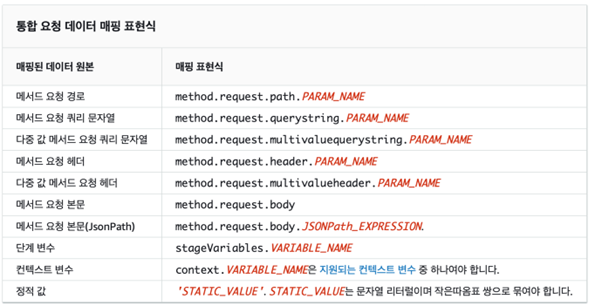 통합 요청 데이터 매핑 표현식
매핑된 데이터 원본 매핑 표현식
메서드 요청 경로 method.request.path.PARAM_NAME
메서드 요청 쿼리 문자열 method.request.querystring.PARAM_NAME
다중 값 메서드 요청 쿼리 문자열 method.request.multivaluequerystring.PARAM_NAME
메서드 요청 헤더 method.request.header.PARAM_NAME
다중 값 메서드 요청 헤더 method.request.multivalueheader.PARAM_NAME
메서드 요청 본문 method.request.body
메서드 요청 본문(JsonPath) method.request.body.JSONPath_EXPRESSION.
단계 변수 stageVariables.VARIABLE_NAME
컨텍스트 변수 context.VARIABLE_NAME은 지원되는 컨텍스트 변수 중 하나여야 합니다.
정적 값 'STATIC_VALUE'. STATIC_VALUE는 문자열 리터럴이며 작은따옴표 쌍으로 묶여야 합니다.